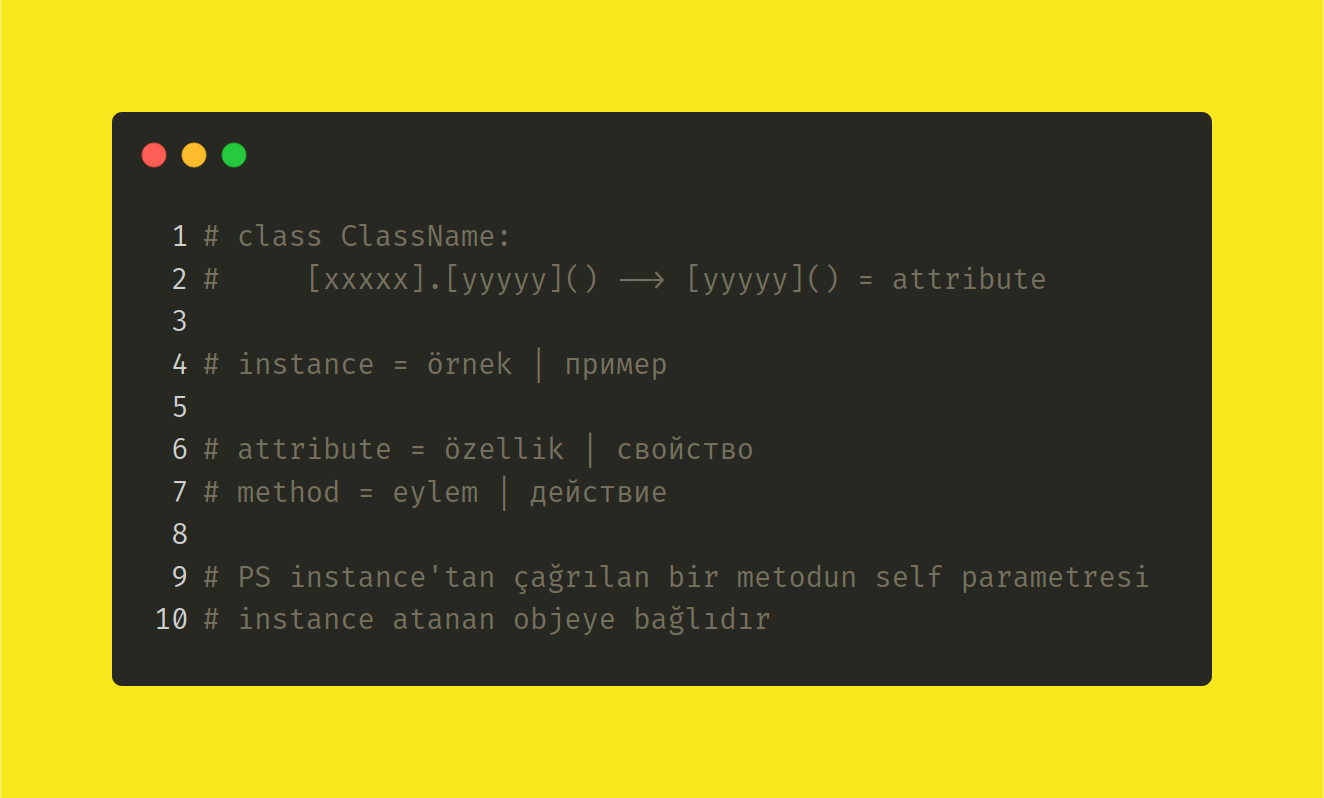 1 # class ClassName:
2 #     [xxxxx].[yyyyy]() ⟶ [yyyyy]() = attribute
3
4 # instance = örnek | пример
5
6 # attribute = özellik | свойство
7 # method = eylem | действие
8
9 # PS instance'tan çağrılan bir metodun self parametresi
10 # instance atanan objeye bağlıdır